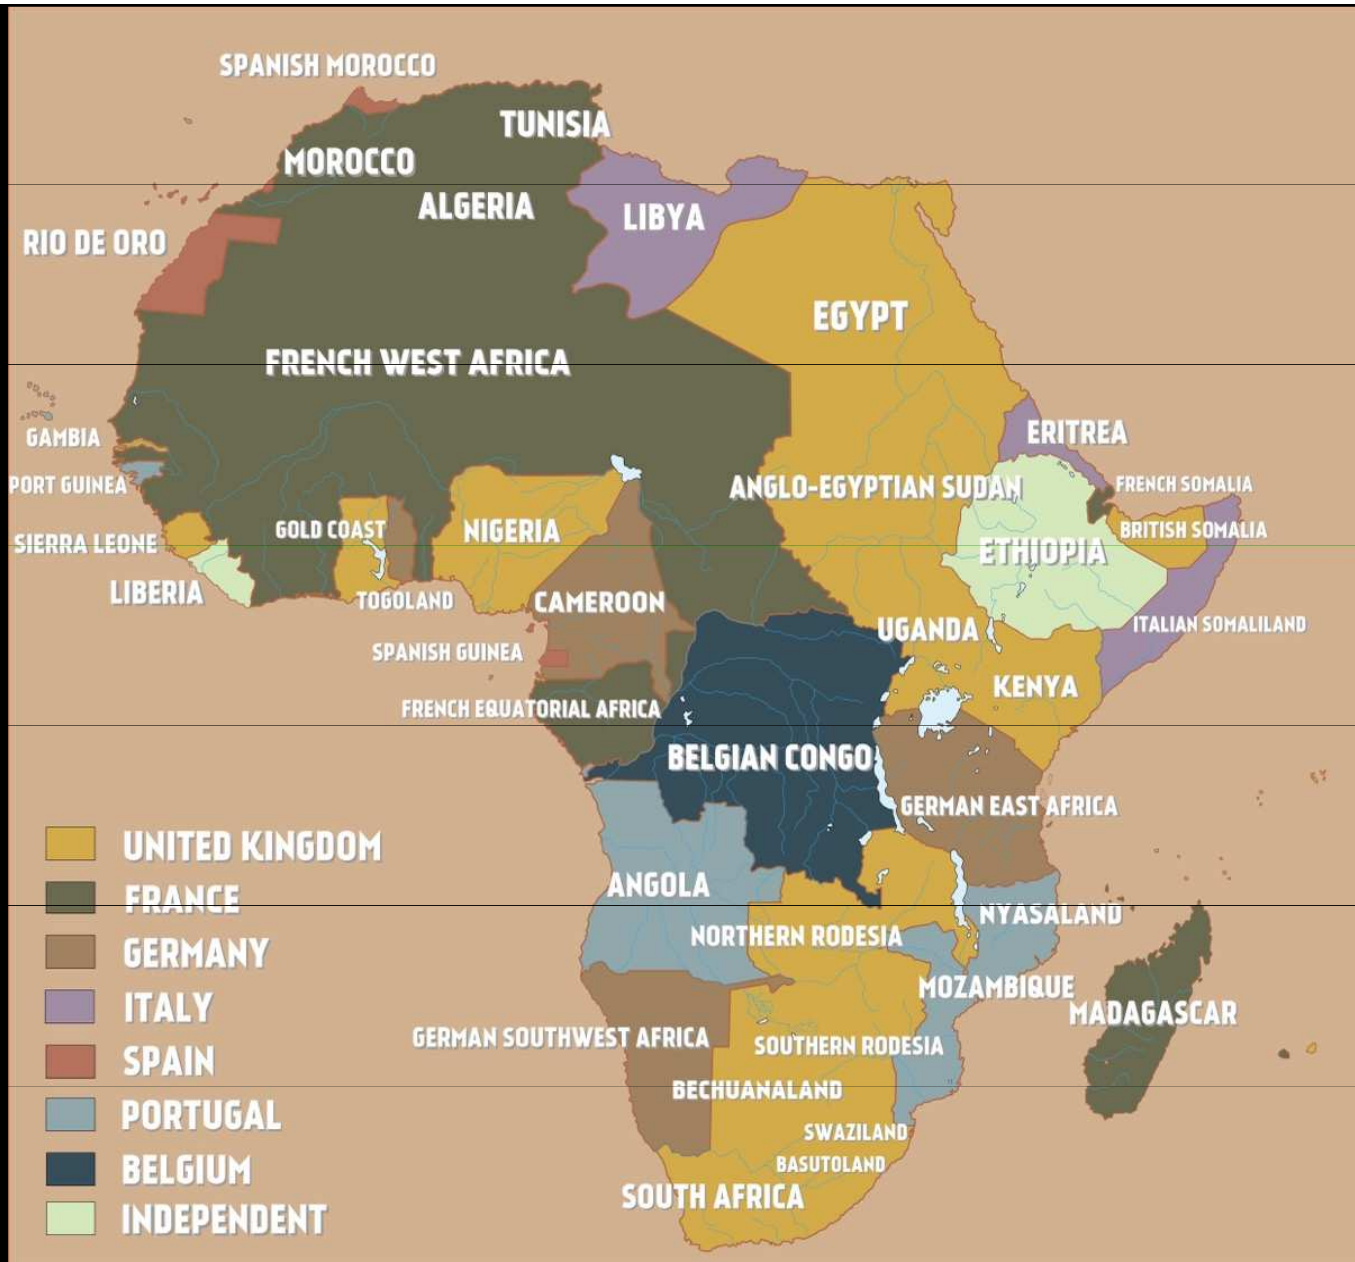 SPANISH MOROCCO
TUNISIA
MOROCCO
ALGERIA
LIBYA
RIO DE ORO
EGYPT
FRENCH WEST AFRICA
ERITREA
GAMBIA
PORT GUINEA
ANGLO-EGYPTIAN SUDAN
FRENCH SOMALIA
GOLD COAST
NIGERIA
BRITISH SOMALIA
SIERRA LEONE
ETHIOPIA
LIBERIA
TOGOLAND
CAMEROON
ITALIAN SOMALILAND
UGANDA
SPANISH GUINEA
KENYA
FRENCH EQUATORIAL AFRICA
BELGIAN CONGO
GERMAN EAST AFRICA
ANGOLA
NYASALAND
NORTHERN RODESIA
MOZAMBIQUE
MADAGASCAR
GERMAN SOUTHWEST AFRICA
SOUTHERN RODESIA
BECHUANALAND
SWAZILAND
BASUTOLAND
SOUTH AFRICA
UNITED KINGDOM
FRANCE
GERMANY
ITALY
SPAIN
PORTUGAL
BELGIUM
INDEPENDENT